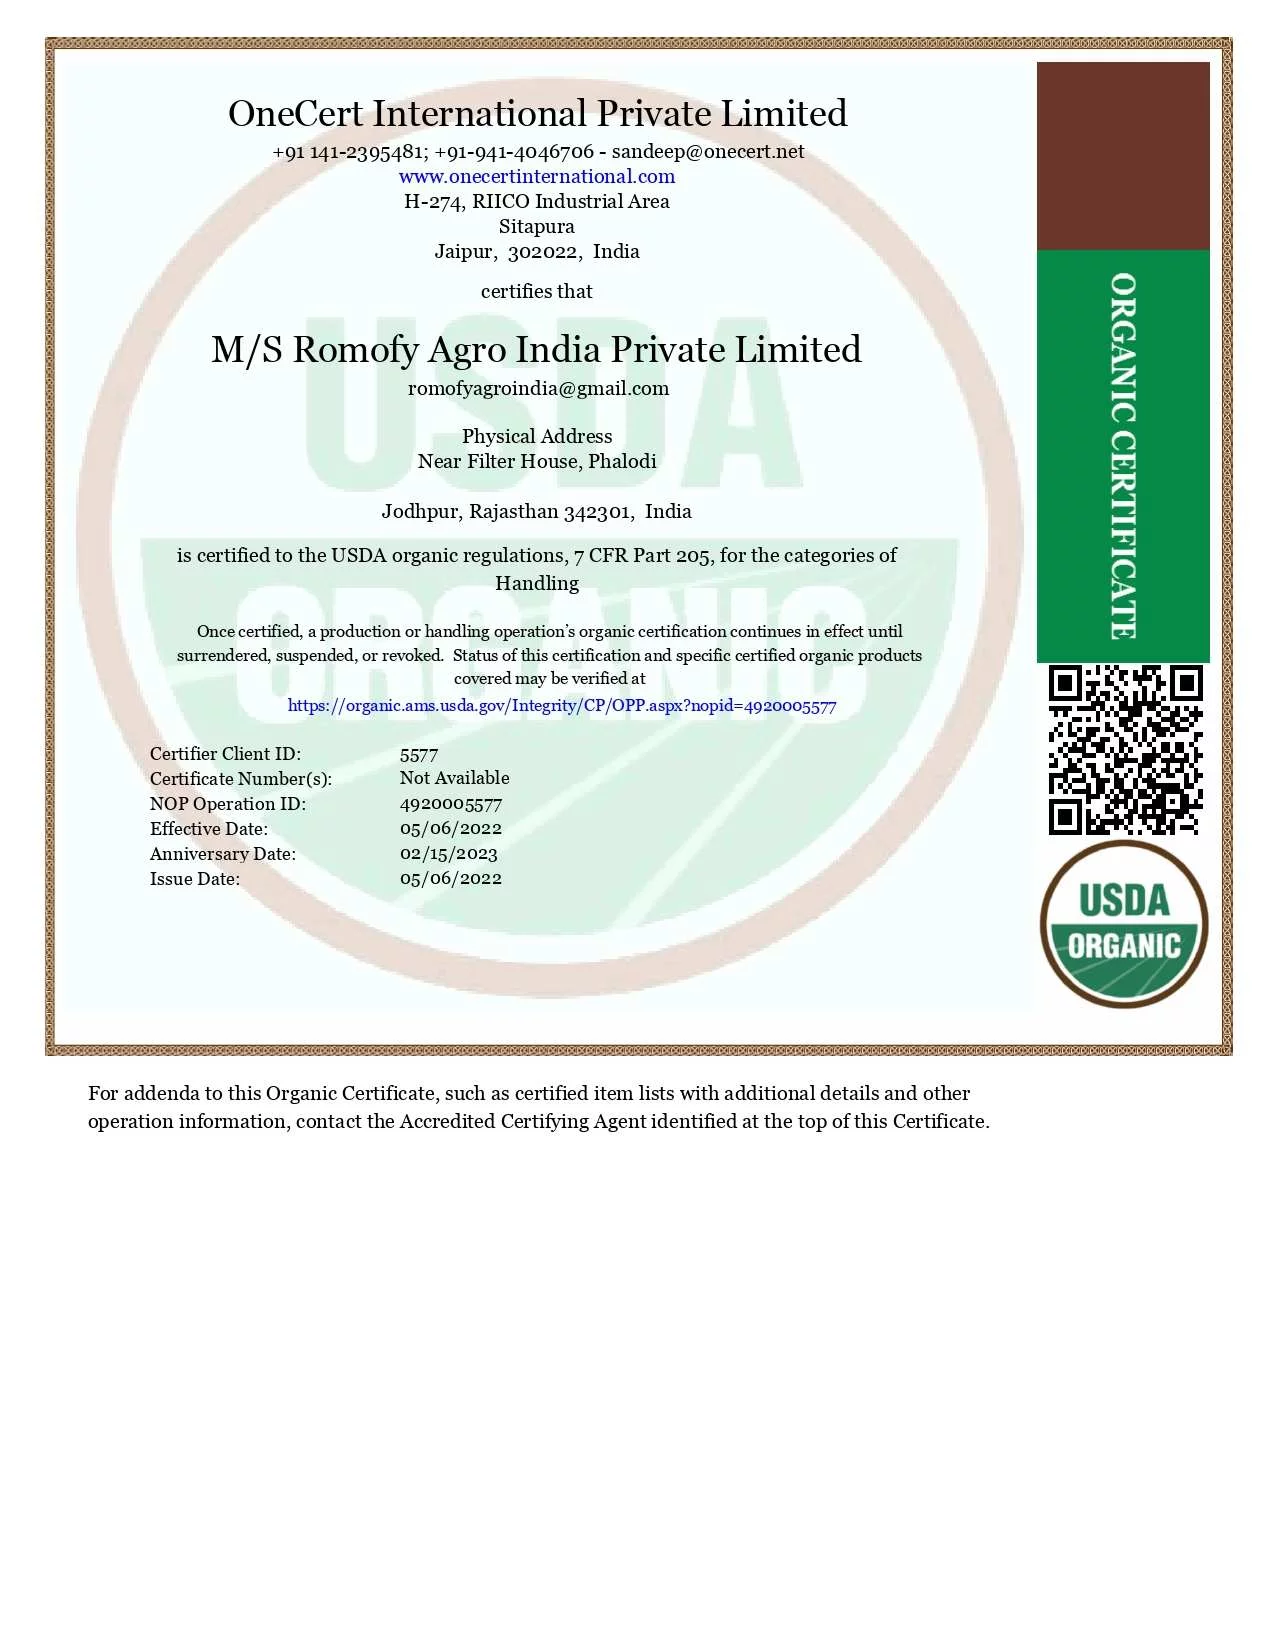 OneCert International Private Limited
+91 141-2395481; +91-941-4046706 - sandeep@onecert.net
www.onecertinternational.com
H-274, RIICO Industrial Area
Sitapura
Jaipur,  302022,  India
certifies that
M/S Romofy Agro India Private Limited
romofyagroindia@gmail.com
Physical Address
Near Filter House, Phalodi
Jodhpur, Rajasthan 342301,  India
is certified to the USDA organic regulations, 7 CFR Part 205, for the categories of
Handling
Once certified, a production or handling operation’s organic certification continues in effect until
surrendered, suspended, or revoked.  Status of this certification and specific certified organic products
covered may be verified at
https://organic.ams.usda.gov/Integrity/CP/OPP.aspx?nopid=4920005577
Certifier Client ID: 5577
Certificate Number(s): Not Available
NOP Operation ID: 4920005577
Effective Date: 05/06/2022
Anniversary Date: 02/15/2023
Issue Date: 05/06/2022
USDA
ORGANIC
ORGANIC CERTIFICATE
USDA
ORGANIC
For addenda to this Organic Certificate, such as certified item lists with additional details and other
operation information, contact the Accredited Certifying Agent identified at the top of this Certificate.